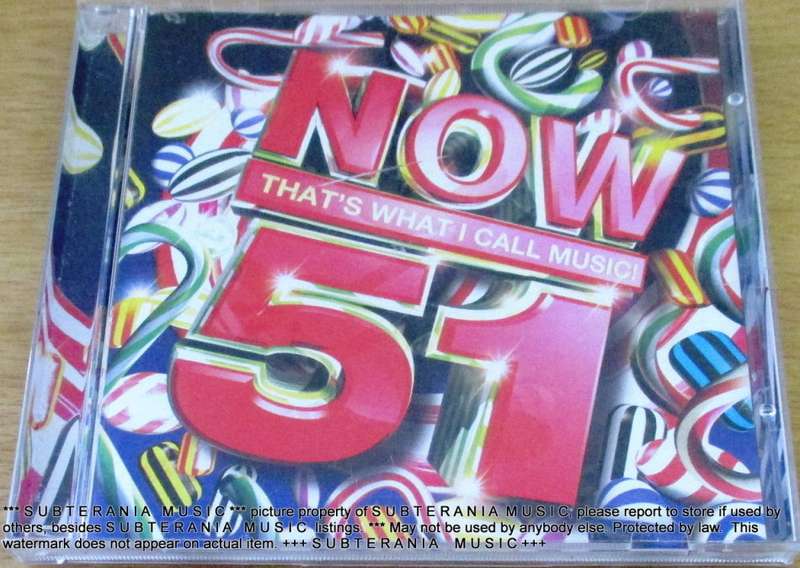 NOW
THAT'S WHAT I CALL MUSIC!
51
*** S U B T E R A N I A   M U S I C *** picture property of S U B T E R A N I A  M U S I C, please report to store if used by
others, besides S U B T E R A N I A  M U S I C  listings. *** May not be used by anybody else. Protected by law.  This
watermark does not appear on actual item. +++ S U B T E R A N I A   M U S I C +++